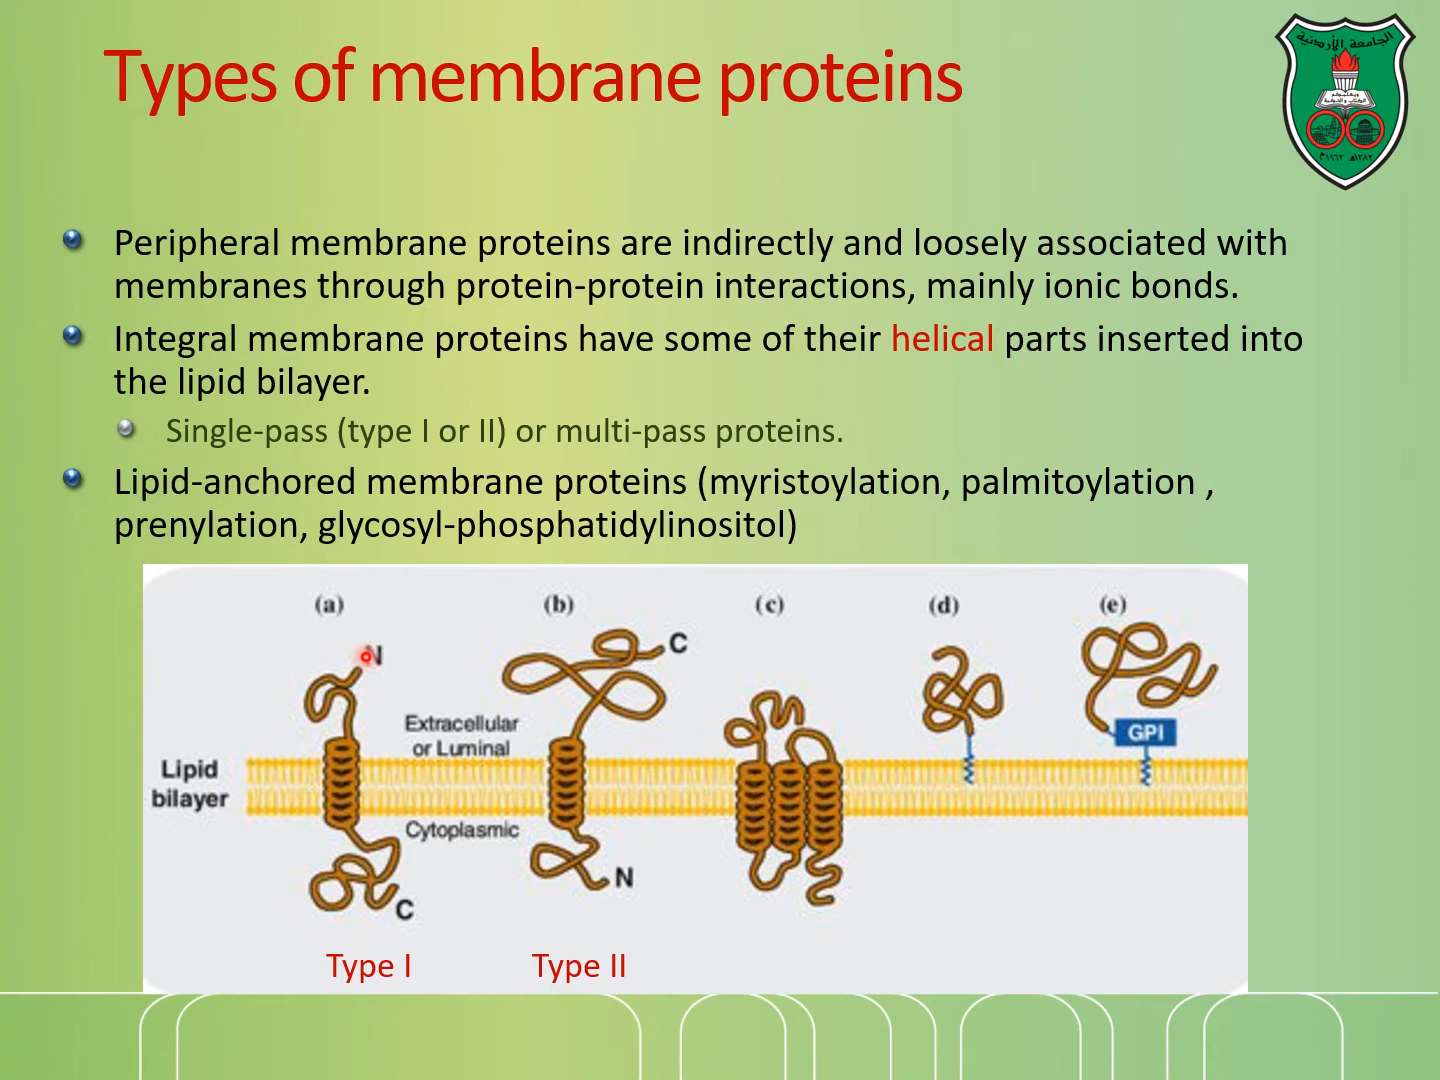 Types of membrane proteins
الجامعة الأردنية
Peripheral membrane proteins are indirectly and loosely associated with
membranes through protein-protein interactions, mainly ionic bonds.
Integral membrane proteins have some of their helical parts inserted into
the lipid bilayer.
Single-pass (type I or II) or multi-pass proteins.
Lipid-anchored membrane proteins (myristoylation, palmitoylation ,
prenylation, glycosyl-phosphatidylinositol)
(a) (b) (c) (d) (e)
N
C
Extracellular
or Luminal
GPI
Lipid
bilayer
Cytoplasmic
N
C
Type I Type II